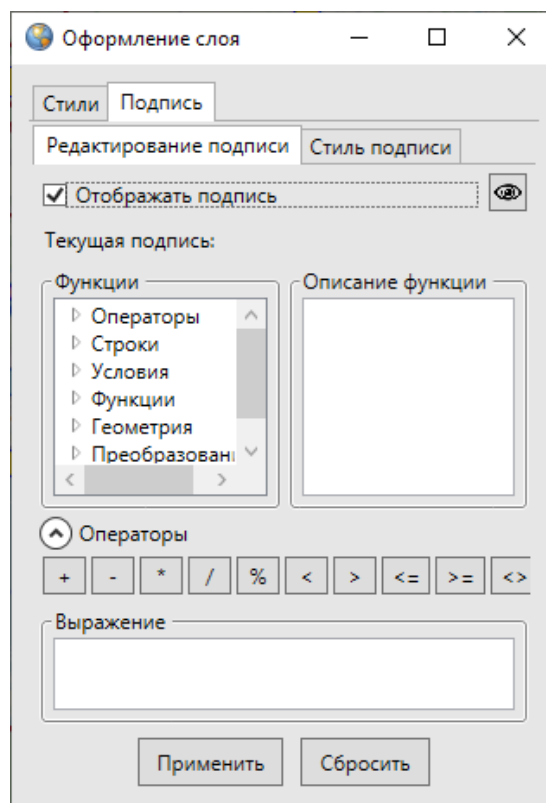 Оформление слоя
Стили Подпись
Редактирование подписи Стиль подписи
Отображать подпись
Текущая подпись:
Функции Описание функции
Операторы
Строки
Условия
Функции
Геометрия
Преобразовани
Операторы
+ - * / % < > <= >= <>
Выражение
Применить Сбросить